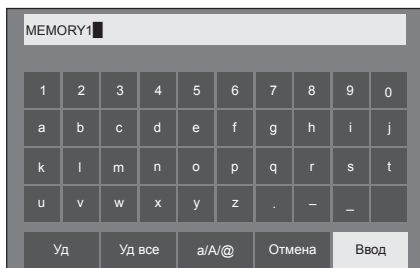 MEMORY1
1 2 3 4 5 6 7 8 9 0
a b c d e f g h i j
k l m n o p q r s t
u v w x y z . – _
Уд Уд все a/A/@ Отмена Ввод